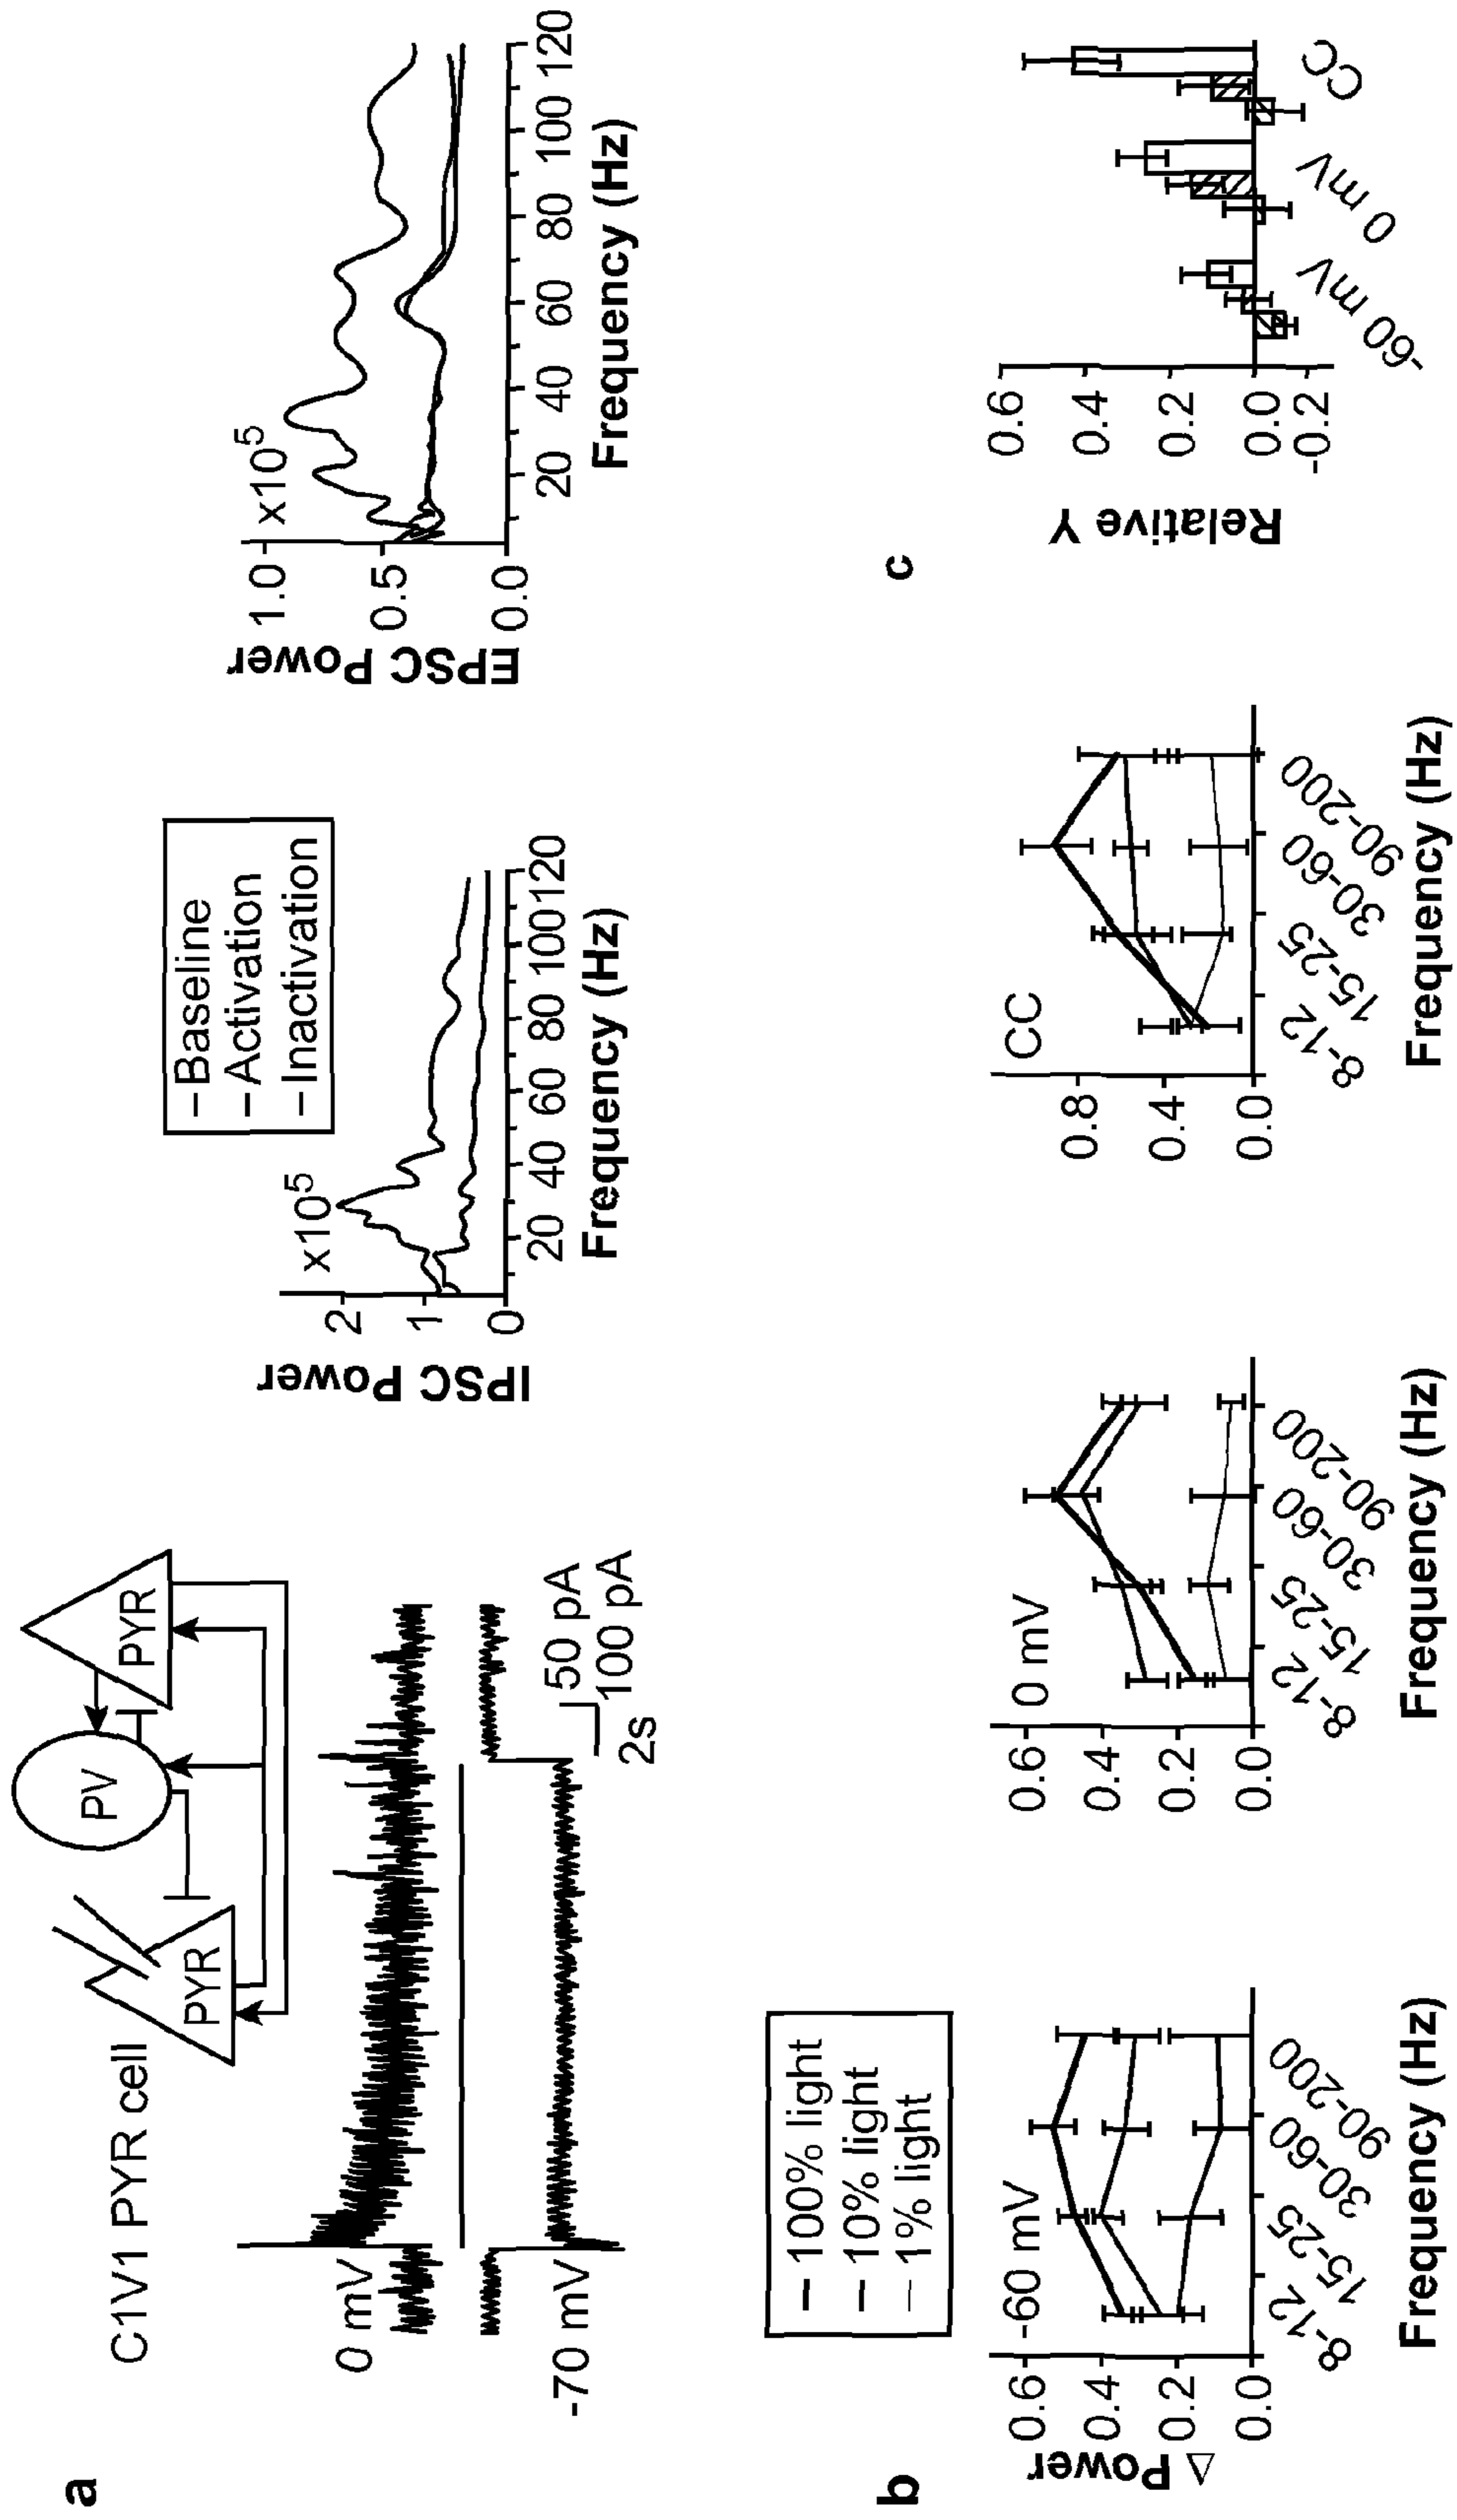 a
C1V1 PYR cell
PYR
PV
PYR
0 mV
-70 mV
50 pA
100 pA
2s
Baseline
Activation
Inactivation
x10^5
IPSC Power
2
1
0
20 40 60 80 100 120
Frequency (Hz)
x10^5
EPSC Power
1.0
0.5
0.0
20 40 60 80 100 120
Frequency (Hz)
b
100% light
10% light
1% light
△ Power
-60 mV
0.6
0.4
0.2
0.0
8-12 15-25 30-60 90-200
Frequency (Hz)
0 mV
0.6
0.4
0.2
0.0
8-12 15-25 30-60 90-200
Frequency (Hz)
CC
0.8
0.4
0.0
8-12 15-25 30-60 90-200
Frequency (Hz)
c
Relative Y
0.6
0.4
0.2
0.0
-0.2
-60 mV 0 mV CC